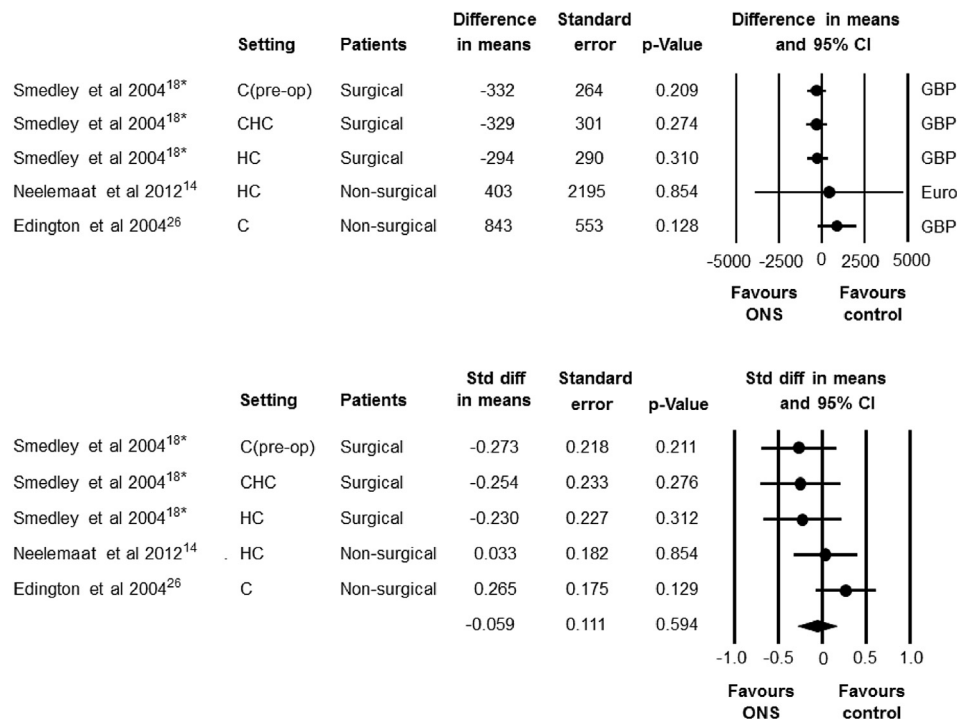 Difference Standard Difference in means
Setting Patients in means error p-Value and 95% CI
Smedley et al 2004¹⁸* C(pre-op) Surgical -332 264 0.209 GBP
Smedley et al 2004¹⁸* CHC Surgical -329 301 0.274 GBP
Smedley et al 2004¹⁸* HC Surgical -294 290 0.310 GBP
Neelemaat et al 2012¹⁴ HC Non-surgical 403 2195 0.854 Euro
Edington et al 2004²⁶ C Non-surgical 843 553 0.128 GBP
-5000 -2500 0 2500 5000
Favours Favours
ONS control
Std diff Standard Std diff in means
Setting Patients in means error p-Value and 95% CI
Smedley et al 2004¹⁸* C(pre-op) Surgical -0.273 0.218 0.211
Smedley et al 2004¹⁸* CHC Surgical -0.254 0.233 0.276
Smedley et al 2004¹⁸* HC Surgical -0.230 0.227 0.312
Neelemaat et al 2012¹⁴ . HC Non-surgical 0.033 0.182 0.854
Edington et al 2004²⁶ C Non-surgical 0.265 0.175 0.129
-0.059 0.111 0.594
-1.0 -0.5 0 0.5 1.0
Favours Favours
ONS control